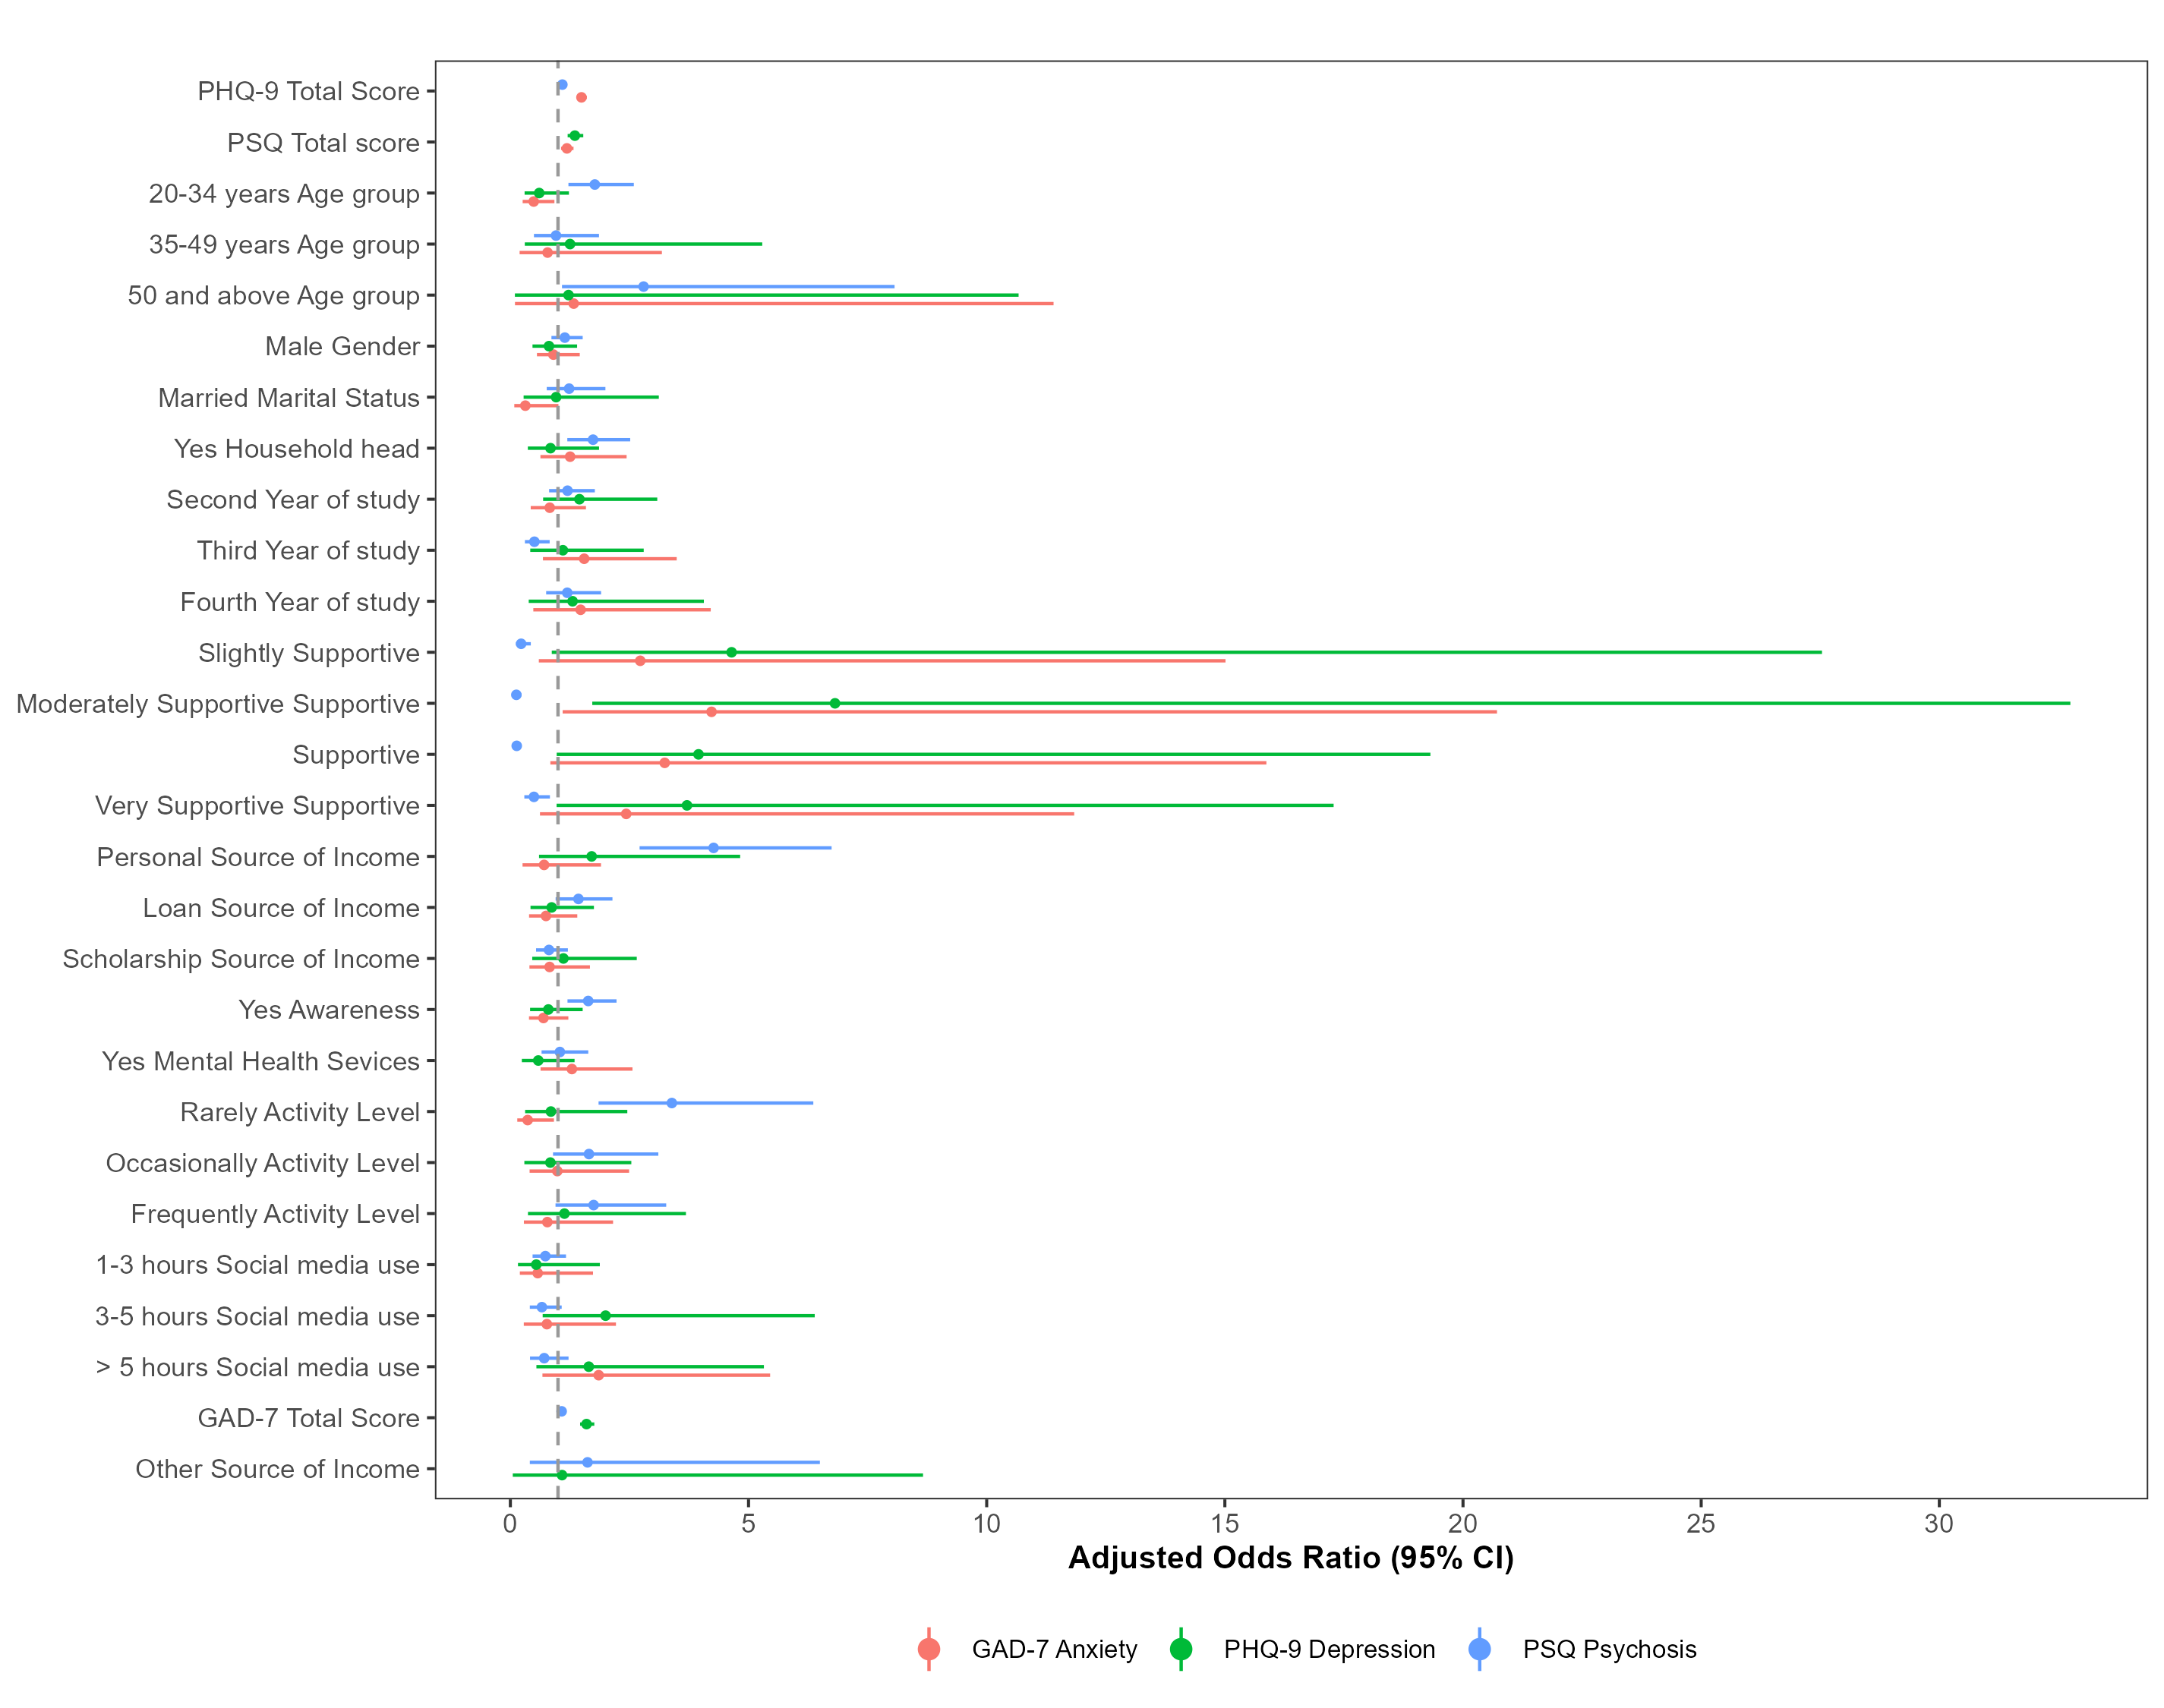 PHQ-9 Total Score
PSQ Total score
20-34 years Age group
35-49 years Age group
50 and above Age group
Male Gender
Married Marital Status
Yes Household head
Second Year of study
Third Year of study
Fourth Year of study
Slightly Supportive
Moderately Supportive Supportive
Supportive
Very Supportive Supportive
Personal Source of Income
Loan Source of Income
Scholarship Source of Income
Yes Awareness
Yes Mental Health Sevices
Rarely Activity Level
Occasionally Activity Level
Frequently Activity Level
1-3 hours Social media use
3-5 hours Social media use
> 5 hours Social media use
GAD-7 Total Score
Other Source of Income
0 5 10 15 20 25 30
Adjusted Odds Ratio (95% CI)
GAD-7 Anxiety PHQ-9 Depression PSQ Psychosis